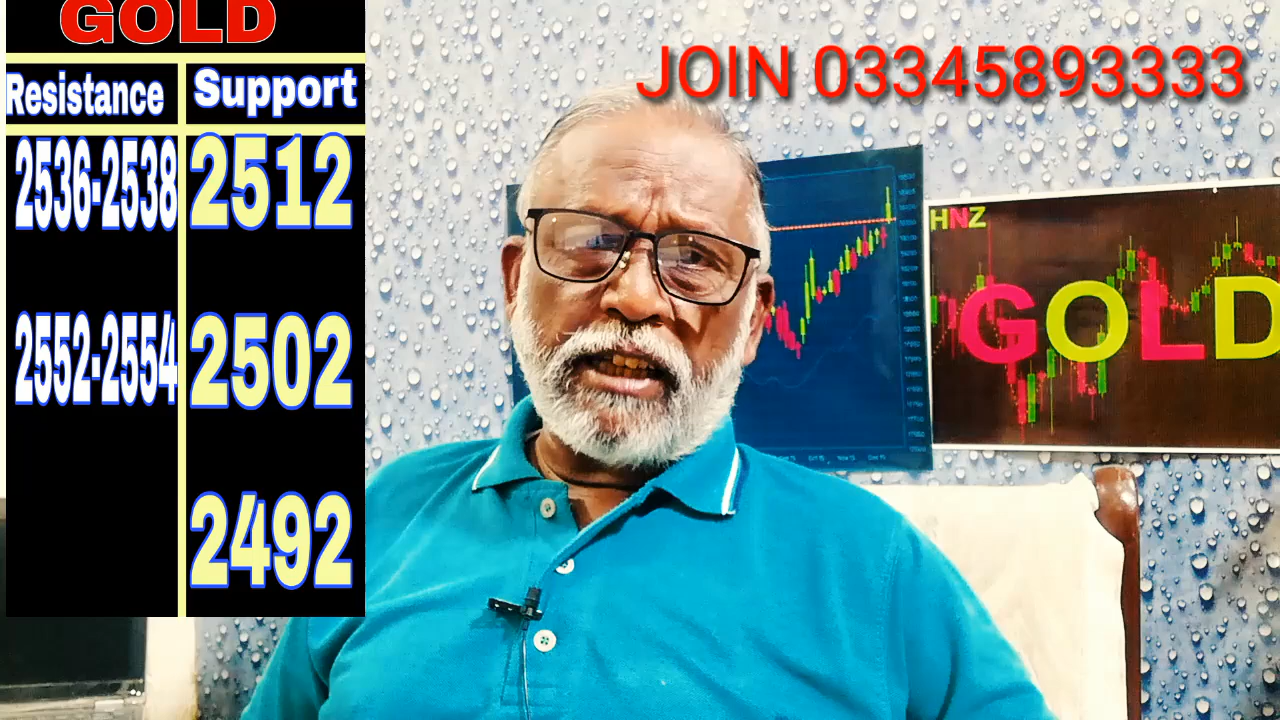 GOLD
Resistance Support
2536-2538 2512
2552-2554 2502
2492
JOIN 03345893333
HNZ
GOLD